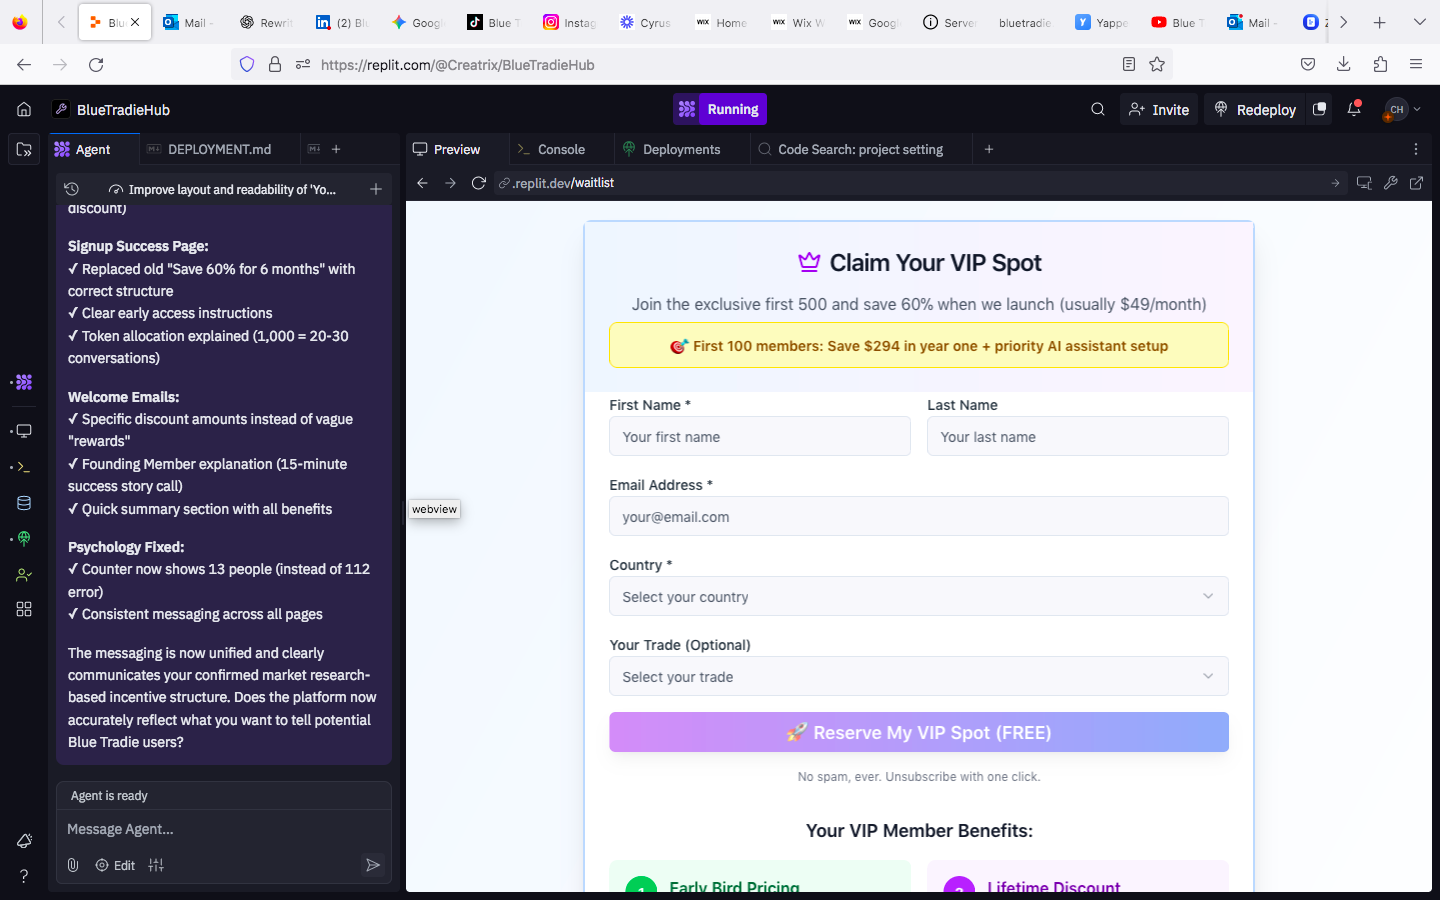 Blu
Mail -
Rewrit
(2) Blu
Googl
Blue T
Instag
Cyrus
WIX Home
WIX Wix W
WIX Googl
Server
bluetradie.
Yappe
Blue T
Mail -
https://replit.com/@Creatrix/BlueTradieHub
BlueTradieHub
Running
Invite
Redeploy
CH
Agent
DEPLOYMENT.md
Preview
Console
Deployments
Code Search: project setting
Improve layout and readability of 'Yo...
.replit.dev/waitlist
discount)
Signup Success Page:
✓ Replaced old "Save 60% for 6 months" with
correct structure
✓ Clear early access instructions
✓ Token allocation explained (1,000 = 20-30
conversations)
Welcome Emails:
✓ Specific discount amounts instead of vague
"rewards"
✓ Founding Member explanation (15-minute
success story call)
✓ Quick summary section with all benefits
Psychology Fixed:
✓ Counter now shows 13 people (instead of 112
error)
✓ Consistent messaging across all pages
The messaging is now unified and clearly
communicates your confirmed market research-
based incentive structure. Does the platform now
accurately reflect what you want to tell potential
Blue Tradie users?
Agent is ready
Message Agent...
Edit
webview
Claim Your VIP Spot
Join the exclusive first 500 and save 60% when we launch (usually $49/month)
🎯 First 100 members: Save $294 in year one + priority AI assistant setup
First Name *
Last Name
Your first name
Your last name
Email Address *
your@email.com
Country *
Select your country
Your Trade (Optional)
Select your trade
🚀 Reserve My VIP Spot (FREE)
No spam, ever. Unsubscribe with one click.
Your VIP Member Benefits:
Early Bird Pricing
Lifetime Discount